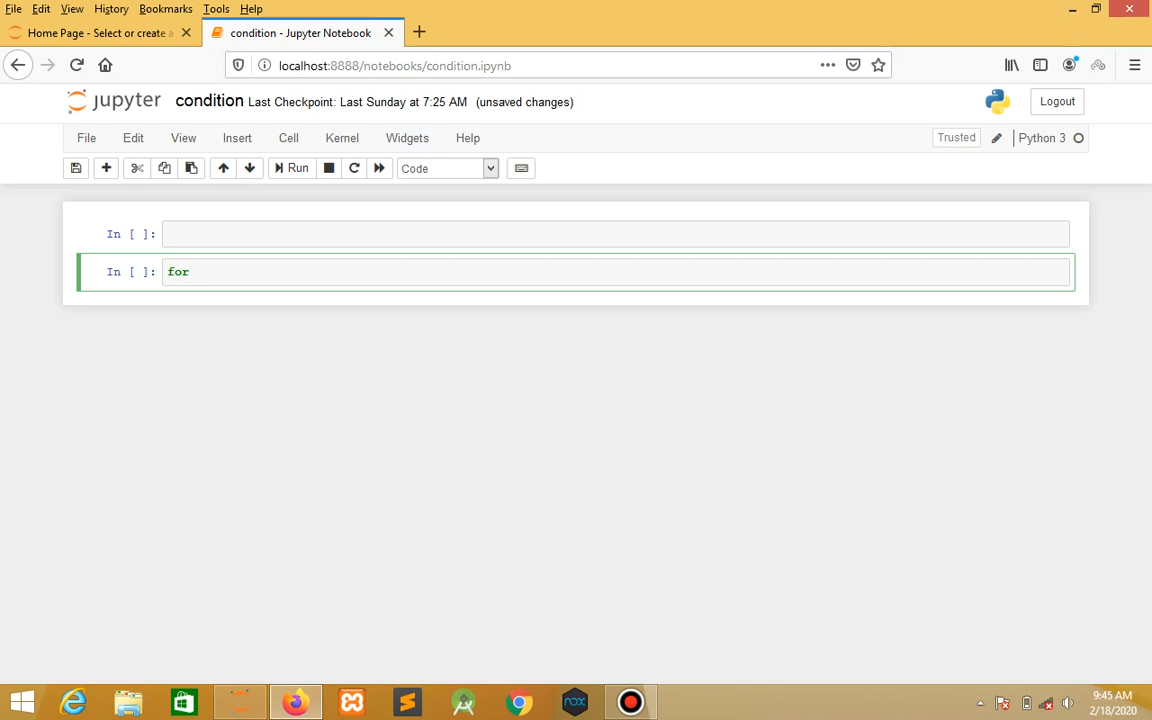 File Edit View History Bookmarks Tools Help
Home Page - Select or create a
condition - Jupyter Notebook
localhost:8888/notebooks/condition.ipynb
jupyter condition Last Checkpoint: Last Sunday at 7:25 AM (unsaved changes)
Logout
File Edit View Insert Cell Kernel Widgets Help
Trusted Python 3
Run Code
In [ ]:
In [ ]: for
nox
9:45 AM
2/18/2020